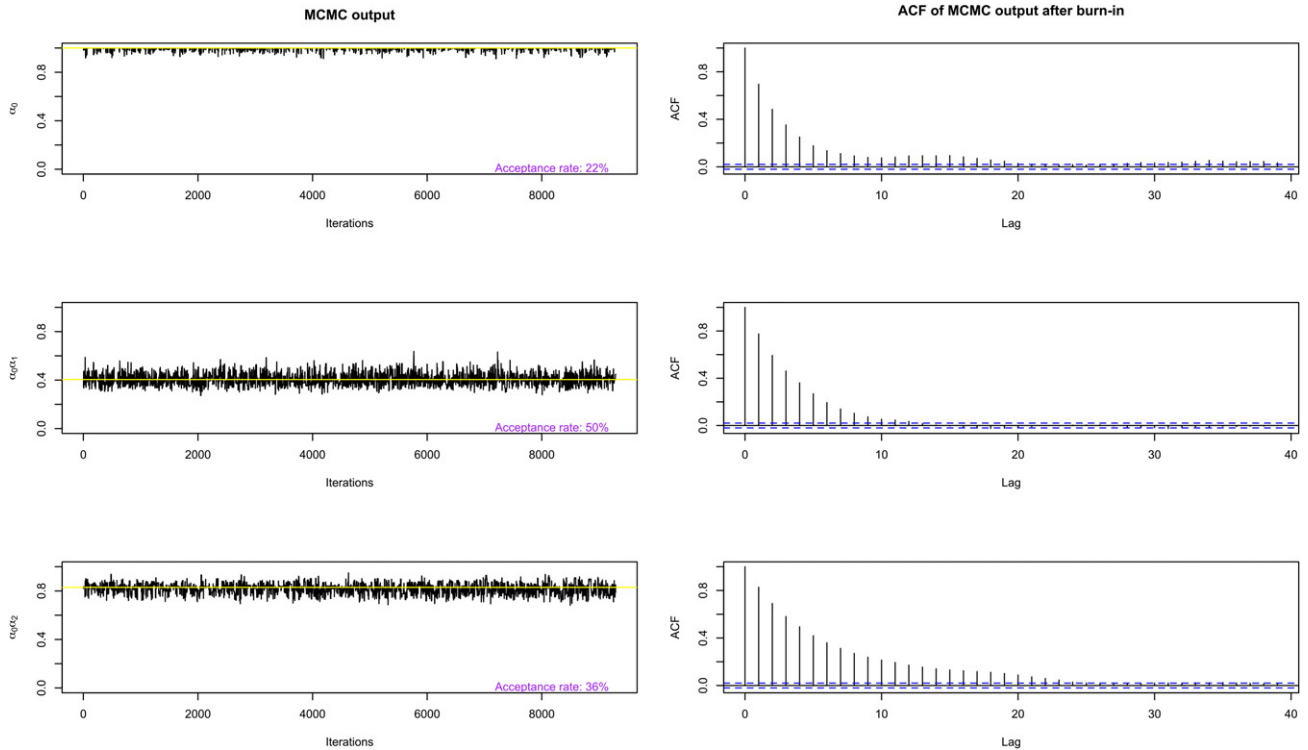 MCMC output
ACF of MCMC output after burn-in
α0
0.0 0.4 0.8
Acceptance rate: 22%
0 2000 4000 6000 8000
Iterations
ACF
0.0 0.4 0.8
0 10 20 30 40
Lag
α0α1
0.0 0.4 0.8
Acceptance rate: 50%
0 2000 4000 6000 8000
Iterations
ACF
0.0 0.4 0.8
0 10 20 30 40
Lag
α0α2
0.0 0.4 0.8
Acceptance rate: 36%
0 2000 4000 6000 8000
Iterations
ACF
0.0 0.4 0.8
0 10 20 30 40
Lag